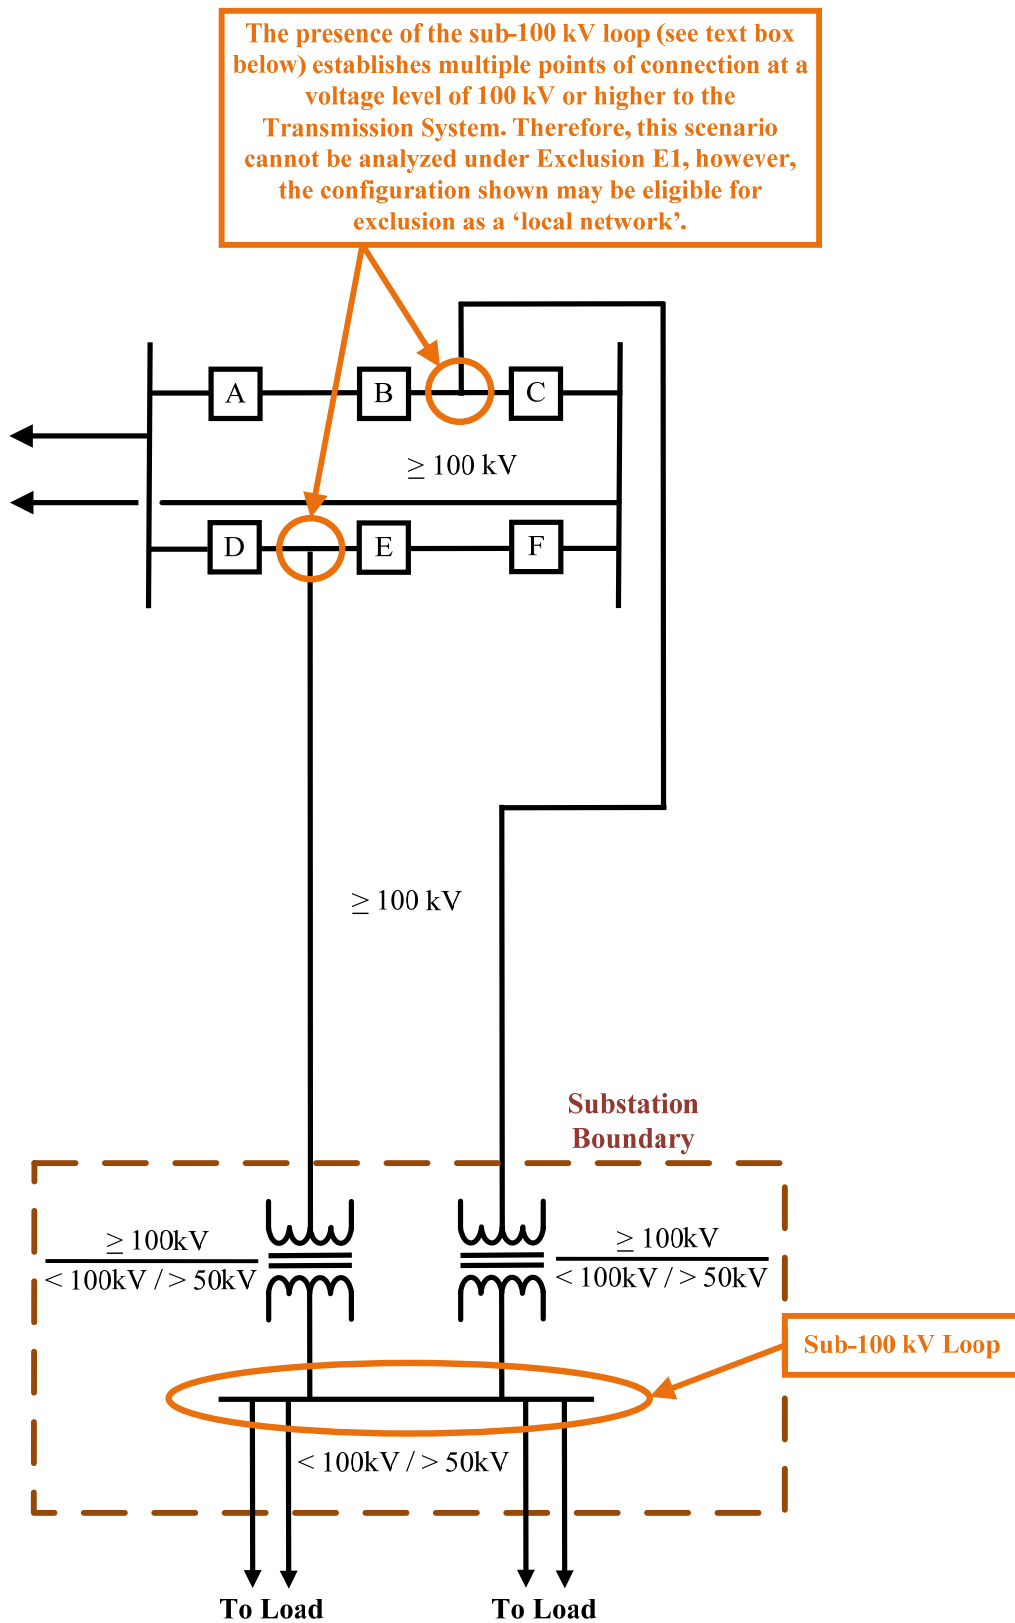 The presence of the sub-100 kV loop (see text box
below) establishes multiple points of connection at a
voltage level of 100 kV or higher to the
Transmission System. Therefore, this scenario
cannot be analyzed under Exclusion E1, however,
the configuration shown may be eligible for
exclusion as a ‘local network’.
A
B
C
≥ 100 kV
D
E
F
≥ 100 kV
Substation
Boundary
≥ 100kV
< 100kV / > 50kV
≥ 100kV
< 100kV / > 50kV
Sub-100 kV Loop
< 100kV / > 50kV
To Load
To Load